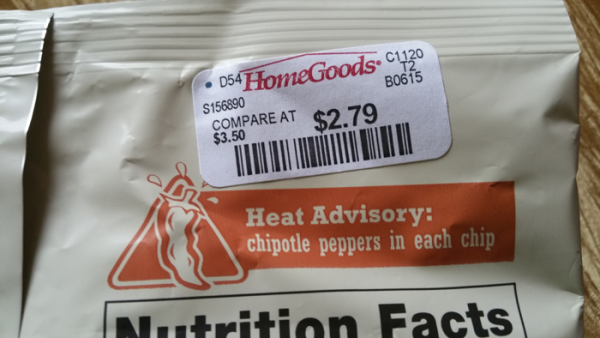 D54 HomeGoods C1120
T2
B0615
S156890
COMPARE AT $2.79
$3.50
Heat Advisory:
chipotle peppers in each chip
Nutrition Facts